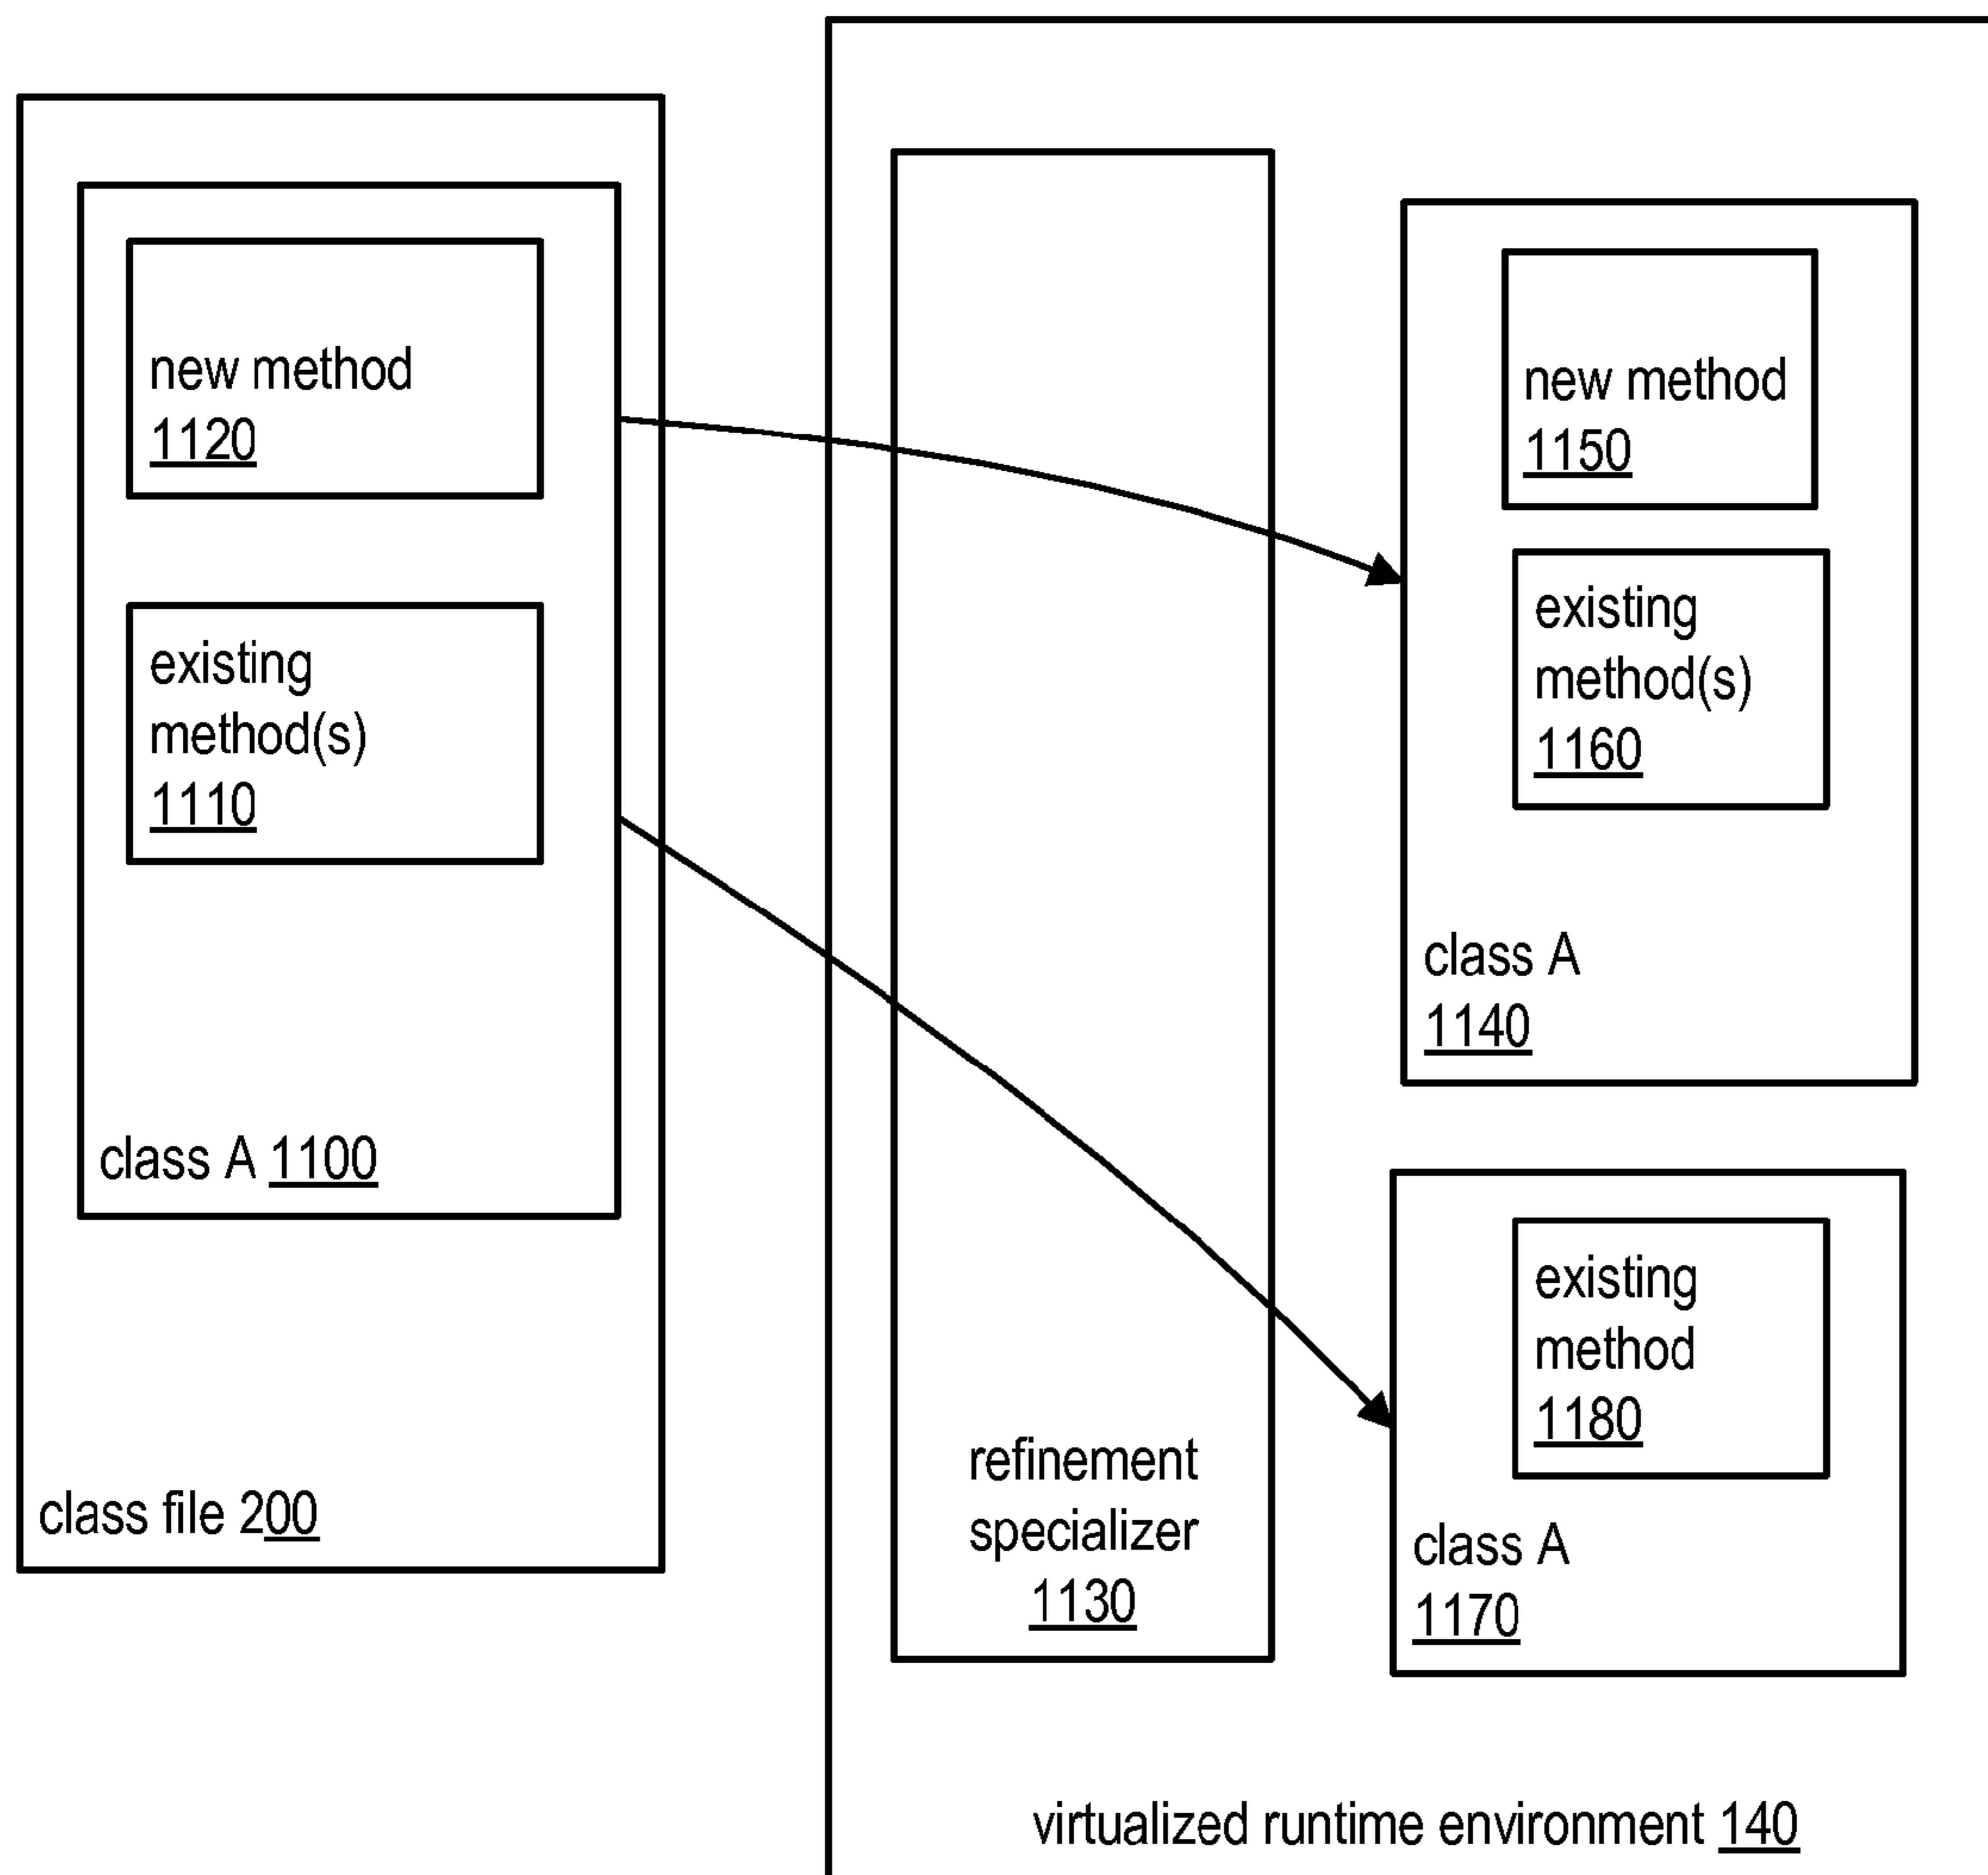 new method
1120
existing
method(s)
1110
class A 1100
class file 200
refinement
specializer
1130
new method
1150
existing
method(s)
1160
class A
1140
existing
method
1180
class A
1170
virtualized runtime environment 140